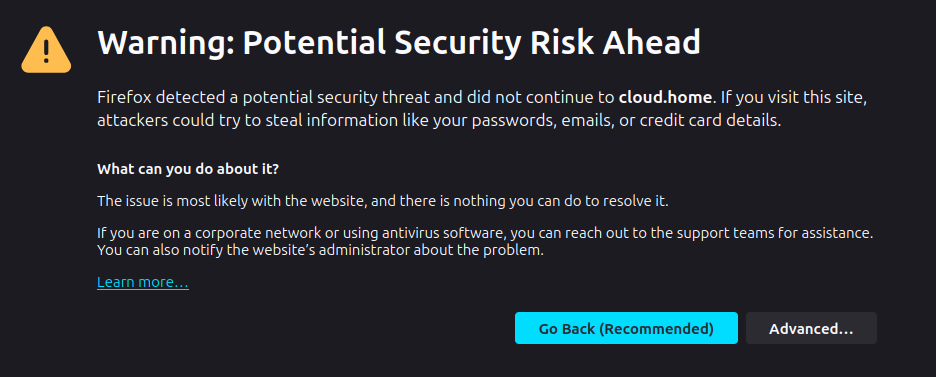 Warning: Potential Security Risk Ahead
Firefox detected a potential security threat and did not continue to cloud.home. If you visit this site,
attackers could try to steal information like your passwords, emails, or credit card details.
What can you do about it?
The issue is most likely with the website, and there is nothing you can do to resolve it.
If you are on a corporate network or using antivirus software, you can reach out to the support teams for assistance.
You can also notify the website’s administrator about the problem.
Learn more…
Go Back (Recommended)
Advanced…